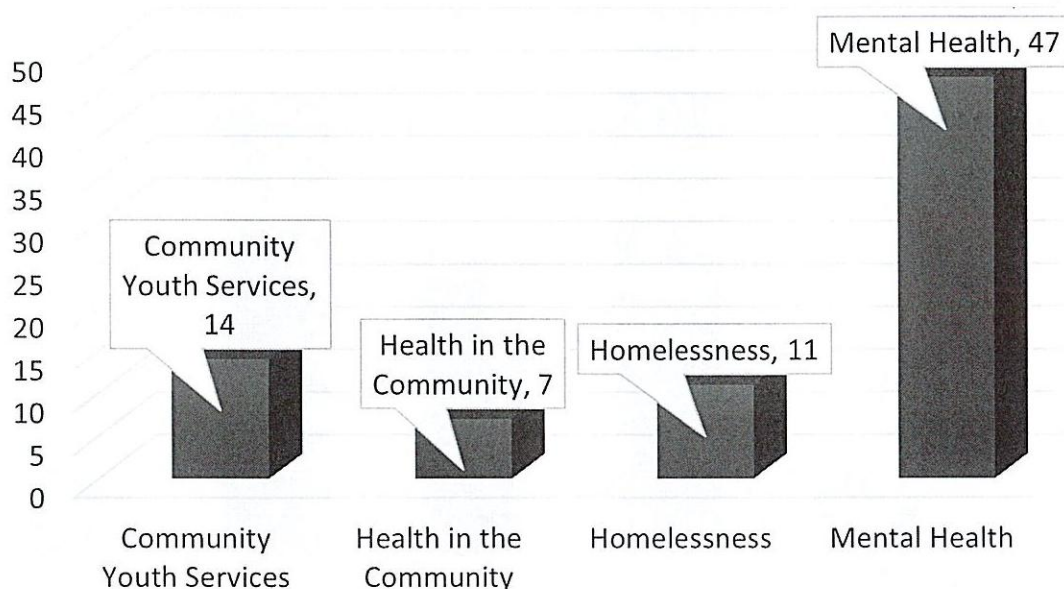 Mental Health, 47
50
45
40
35
30
25
20
15
10
5
0
Community
Youth Services,
14
Health in the
Community, 7
Homelessness, 11
Community
Youth Services
Health in the
Community
Homelessness
Mental Health